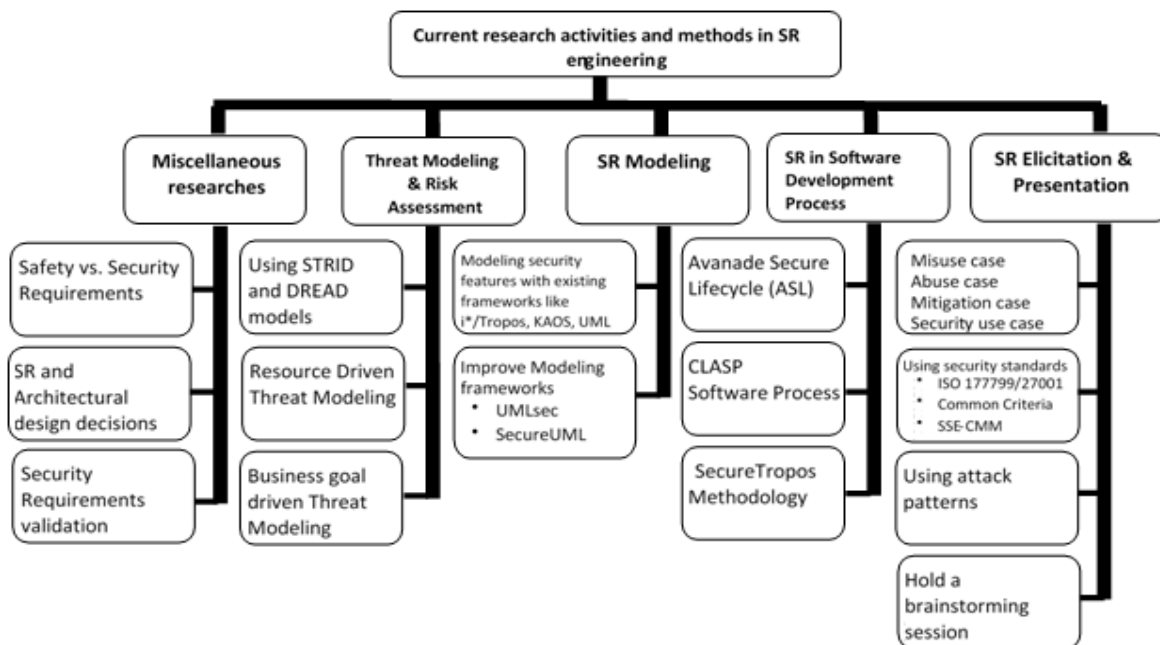 Current research activities and methods in SR
engineering
Miscellaneous
researches
Threat Modeling
& Risk
Assessment
SR Modeling
SR in Software
Development
Process
SR Elicitation &
Presentation
Safety vs. Security
Requirements
SR and
Architectural
design decisions
Security
Requirements
validation
Using STRID
and DREAD
models
Resource Driven
Threat Modeling
Business goal
driven Threat
Modeling
Modeling security
features with existing
frameworks like
i*/Tropos, KAOS, UML
Improve Modeling
frameworks
• UMLsec
• SecureUML
Avanade Secure
Lifecycle (ASL)
CLASP
Software Process
SecureTropos
Methodology
Misuse case
Abuse case
Mitigation case
Security use case
Using security standards
• ISO 177799/27001
• Common Criteria
• SSE-CMM
Using attack
patterns
Hold a
brainstorming
session